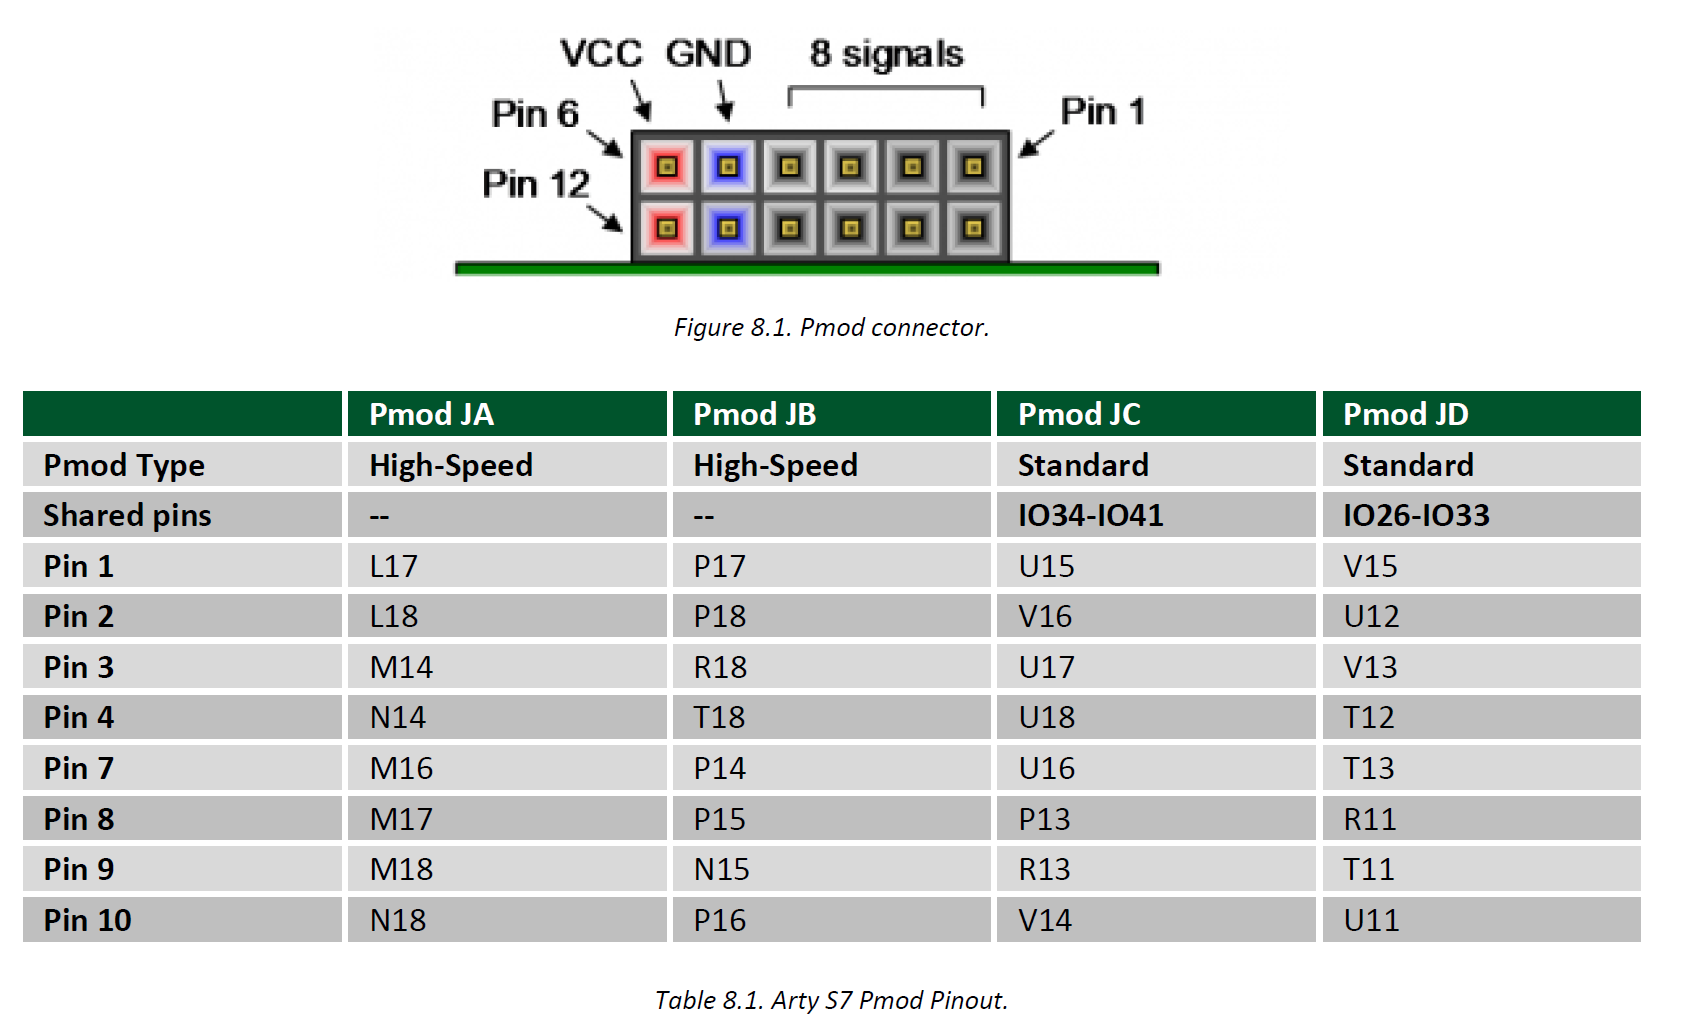 VCC GND 8 signals
Pin 6 Pin 1
Pin 12
Figure 8.1. Pmod connector.
Pmod JA Pmod JB Pmod JC Pmod JD
Pmod Type High-Speed High-Speed Standard Standard
Shared pins -- -- IO34-IO41 IO26-IO33
Pin 1 L17 P17 U15 V15
Pin 2 L18 P18 V16 U12
Pin 3 M14 R18 U17 V13
Pin 4 N14 T18 U18 T12
Pin 7 M16 P14 U16 T13
Pin 8 M17 P15 P13 R11
Pin 9 M18 N15 R13 T11
Pin 10 N18 P16 V14 U11
Table 8.1. Arty S7 Pmod Pinout.